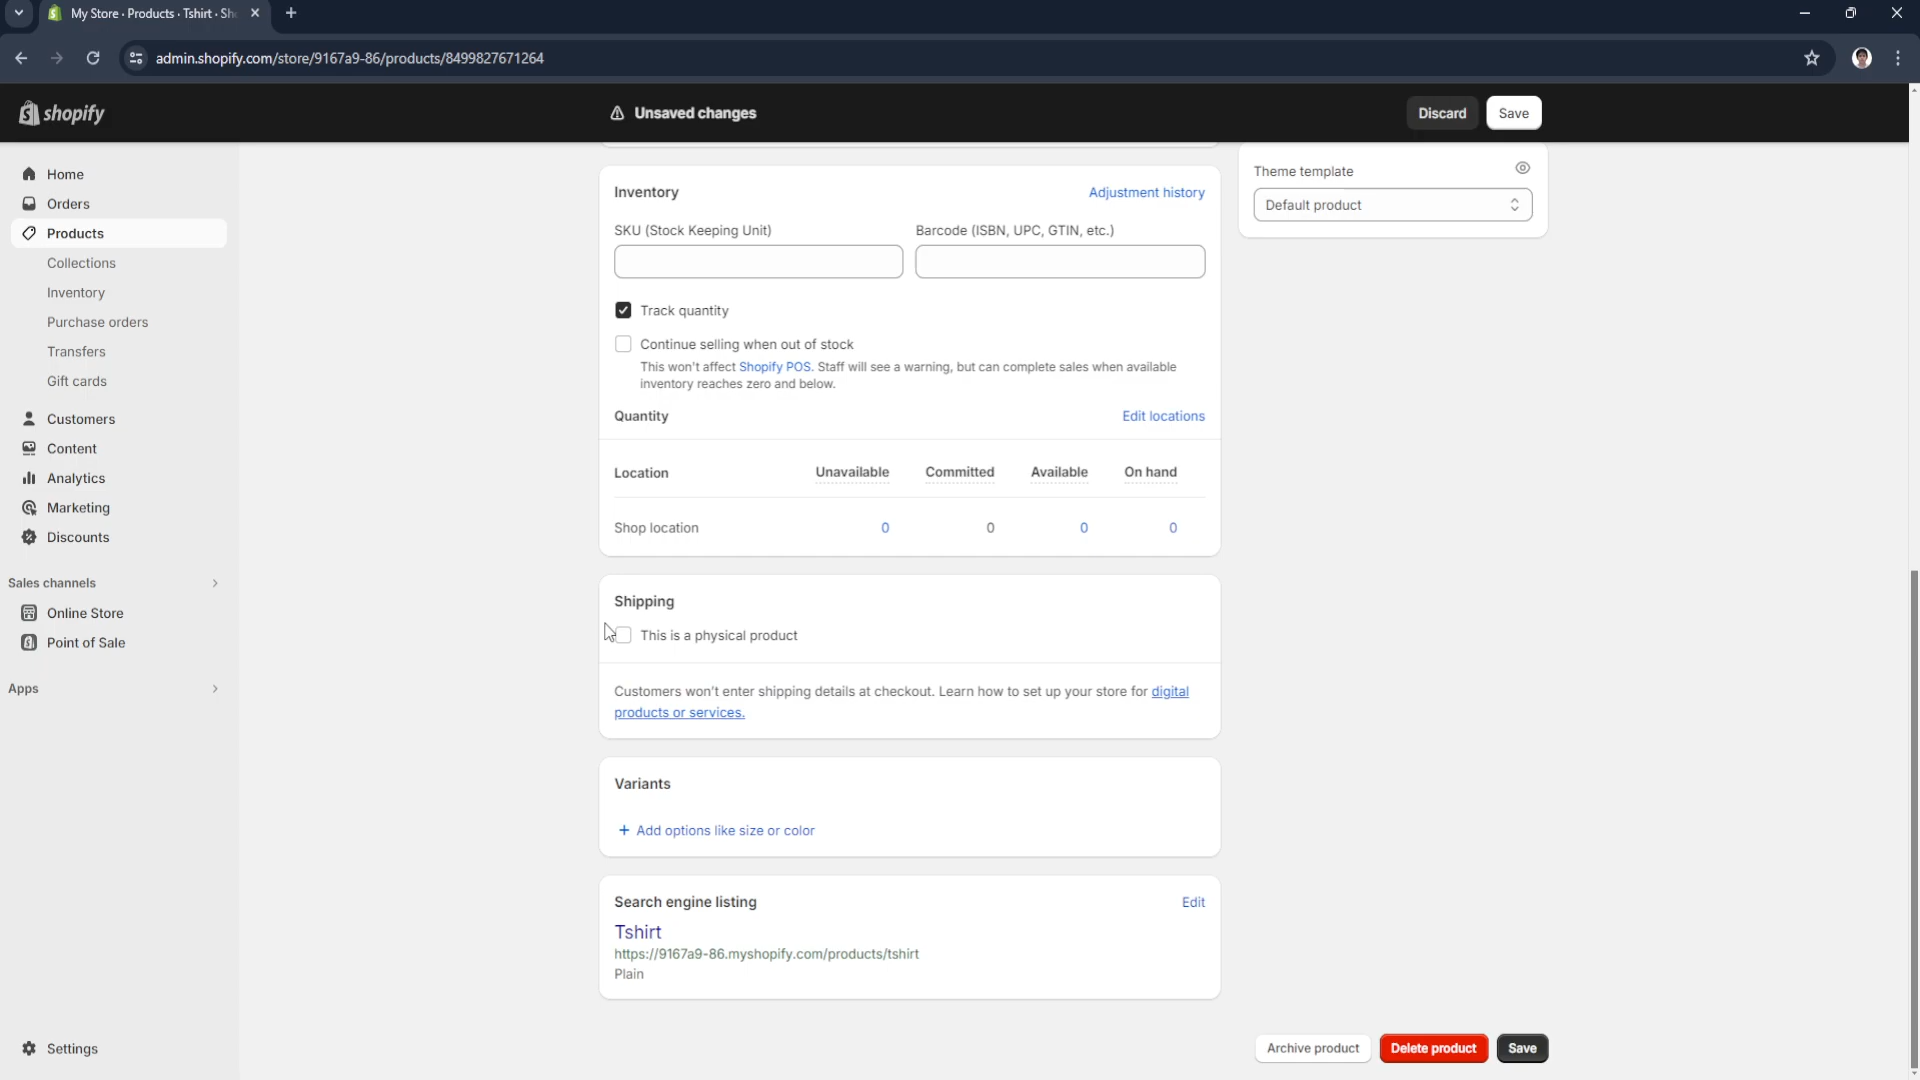 My Store · Products · Tshirt · Sh
admin.shopify.com/store/9167a9-86/products/8499827671264
shopify
Unsaved changes
Discard
Save
Home
Orders
Products
Collections
Inventory
Purchase orders
Transfers
Gift cards
Customers
Content
Analytics
Marketing
Discounts
Sales channels
Online Store
Point of Sale
Apps
Settings
Inventory
Adjustment history
SKU (Stock Keeping Unit)
Barcode (ISBN, UPC, GTIN, etc.)
Track quantity
Continue selling when out of stock
This won't affect Shopify POS. Staff will see a warning, but can complete sales when available
inventory reaches zero and below.
Quantity
Edit locations
Location Unavailable Committed Available On hand
Shop location 0 0 0 0
Shipping
This is a physical product
Customers won't enter shipping details at checkout. Learn how to set up your store for digital
products or services.
Variants
+ Add options like size or color
Search engine listing
Edit
Tshirt
https://9167a9-86.myshopify.com/products/tshirt
Plain
Theme template
Default product
Archive product
Delete product
Save